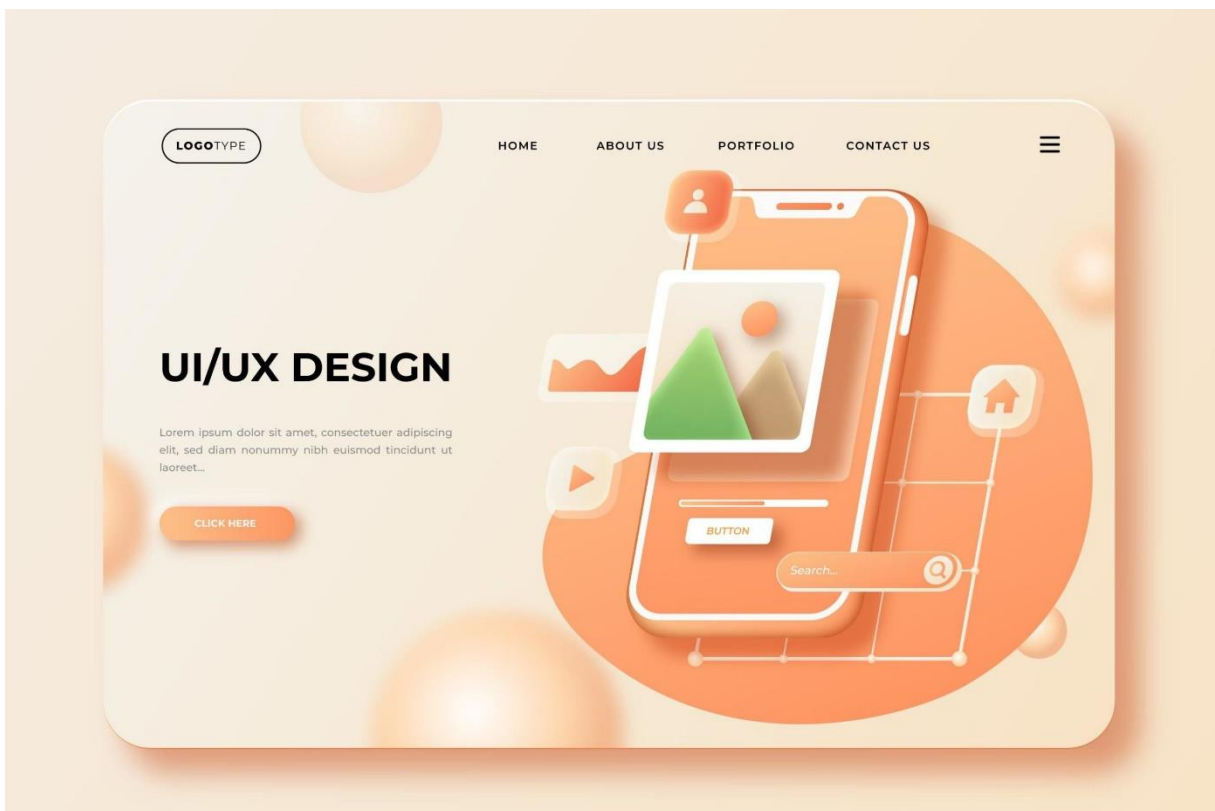 LOGOTYPE HOME ABOUT US PORTFOLIO CONTACT US
UI/UX DESIGN
Lorem ipsum dolor sit amet, consectetuer adipiscing
elit, sed diam nonummy nibh euismod tincidunt ut
laoreet...
CLICK HERE
BUTTON
Search...